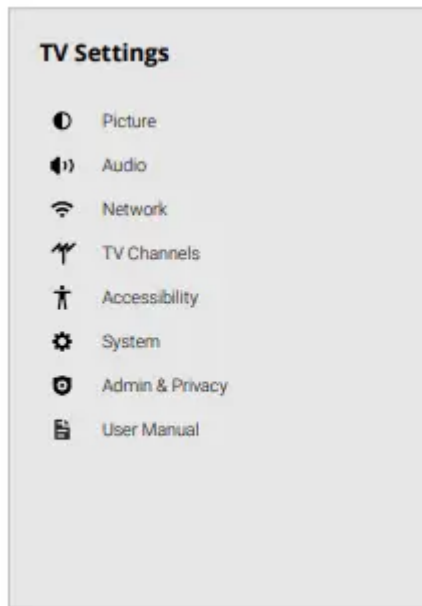 TV Settings
Picture
Audio
Network
TV Channels
Accessibility
System
Admin & Privacy
User Manual